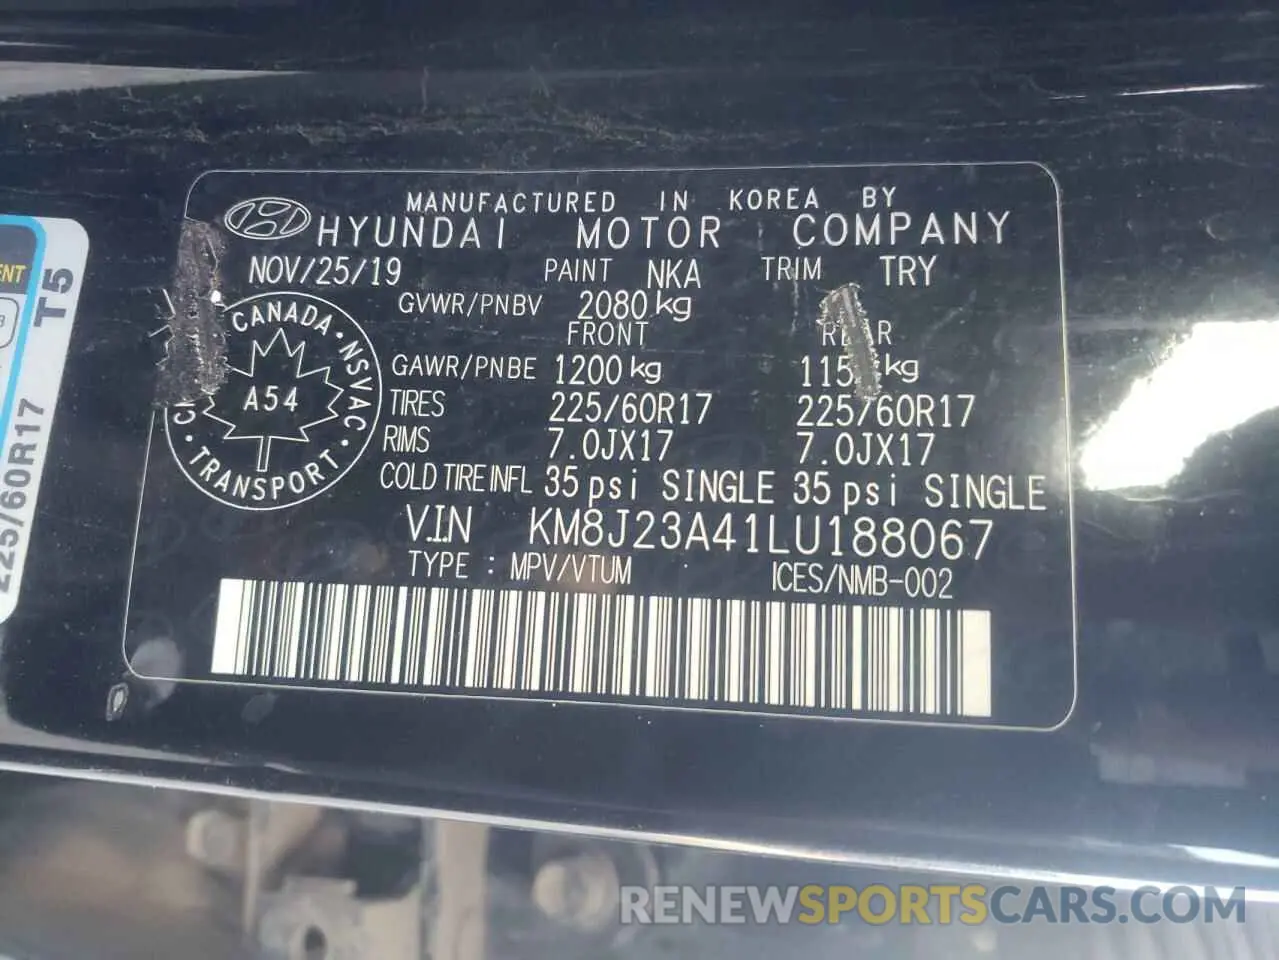 MANUFACTURED IN KOREA BY
HYUNDAI MOTOR COMPANY
NOV/25/19 PAINT NKA TRIM TRY
GVWR/PNBV 2080 kg
FRONT REAR
GAWR/PNBE 1200 kg kg
TIRES 225/60R17 225/60R17
RIMS 7.0JX17 7.0JX17
COLD TIRE INFL 35 psi SINGLE 35 psi SINGLE
V.I.N KM8J23A41LU188067
TYPE : MPV/VTUM ICES/NMB-002
CANADA · NSVAC ·
A54
· TRANSPORT ·
225/60R17 T5
RENEWSPORTSCARS.COM